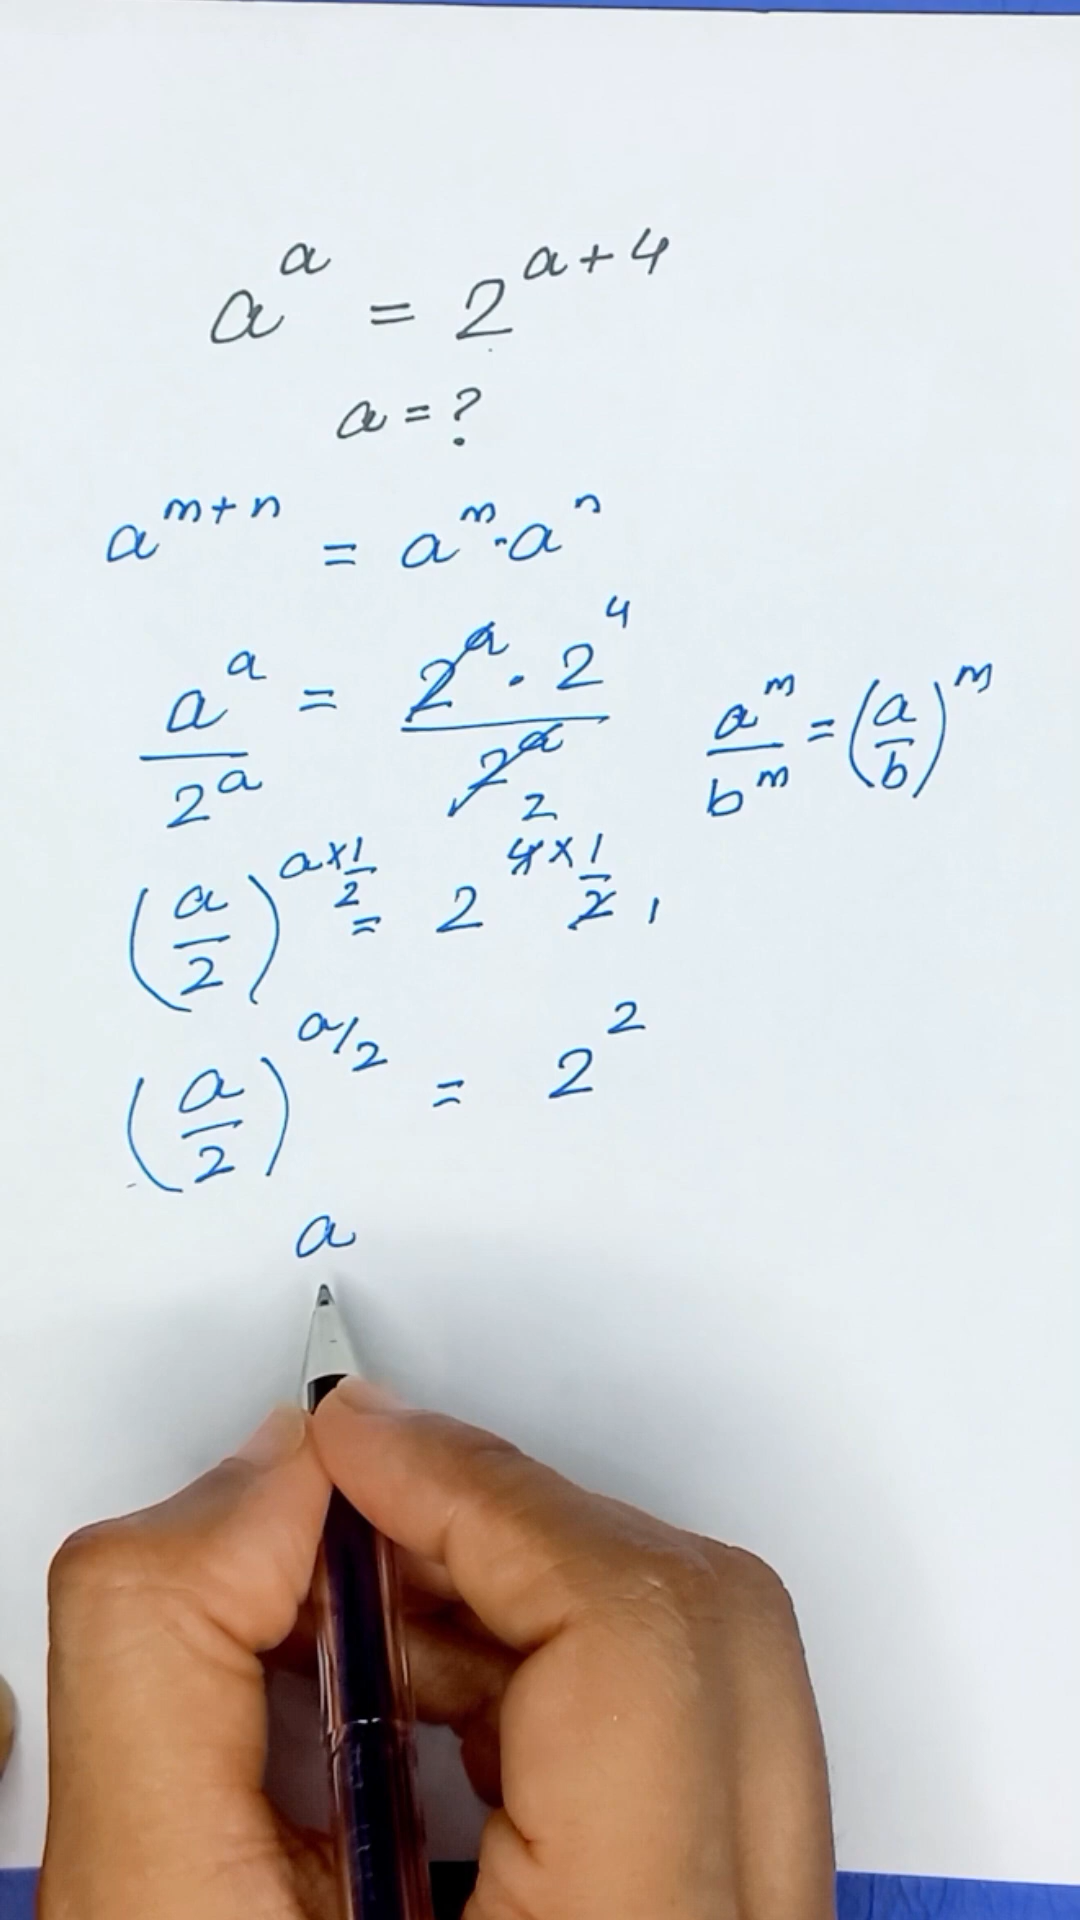 a^a = 2^(a+4)
a = ?
a^(m+n) = a^m · a^n
a^a/2^a = (2^a · 2^4)/2^a   a^m/b^m = (a/b)^m
(a/2)^(a×1/2) = 2^(4×1/2), 2
(a/2)^(a/2) = 2^2
a